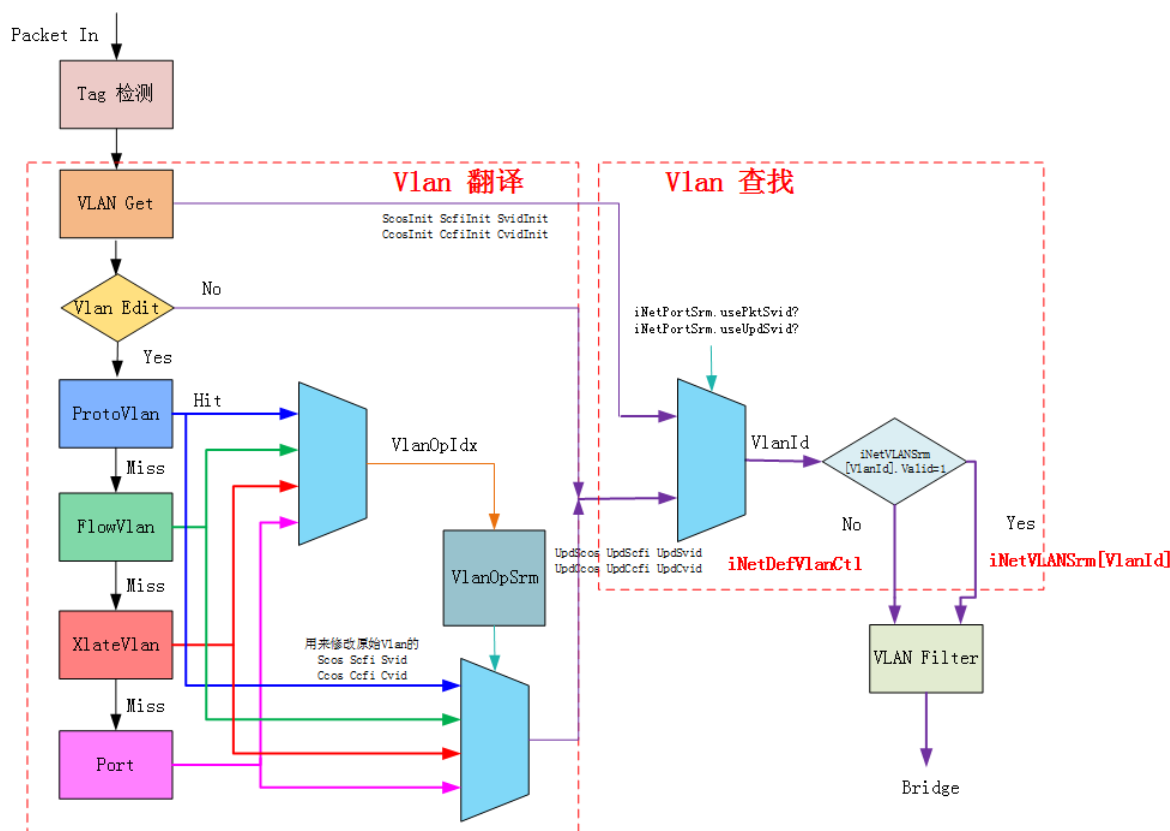 Packet In
Tag 检测
Vlan 翻译
Vlan 查找
VLAN Get
ScosInit ScfiInit SvidInit
CcosInit CcfiInit CvidInit
Vlan Edit
No
iNetPortSrm.usePktSvid?
iNetPortSrm.useUpdSvid?
Yes
ProtoVlan
Hit
VlanOpIdx
VlanId
iNetVLANSrm
[VlanId].Valid=1
Miss
FlowVlan
No
Yes
VlanOpSrm
UpdScos UpdScfi UpdSvid
UpdCcos UpdCcfi UpdCvid
iNetDefVlanCtl
iNetVLANSrm[VlanId]
Miss
XlateVlan
用来修改原始Vlan的
Scos Scfi Svid
Ccos Ccfi Cvid
VLAN Filter
Miss
Port
Bridge